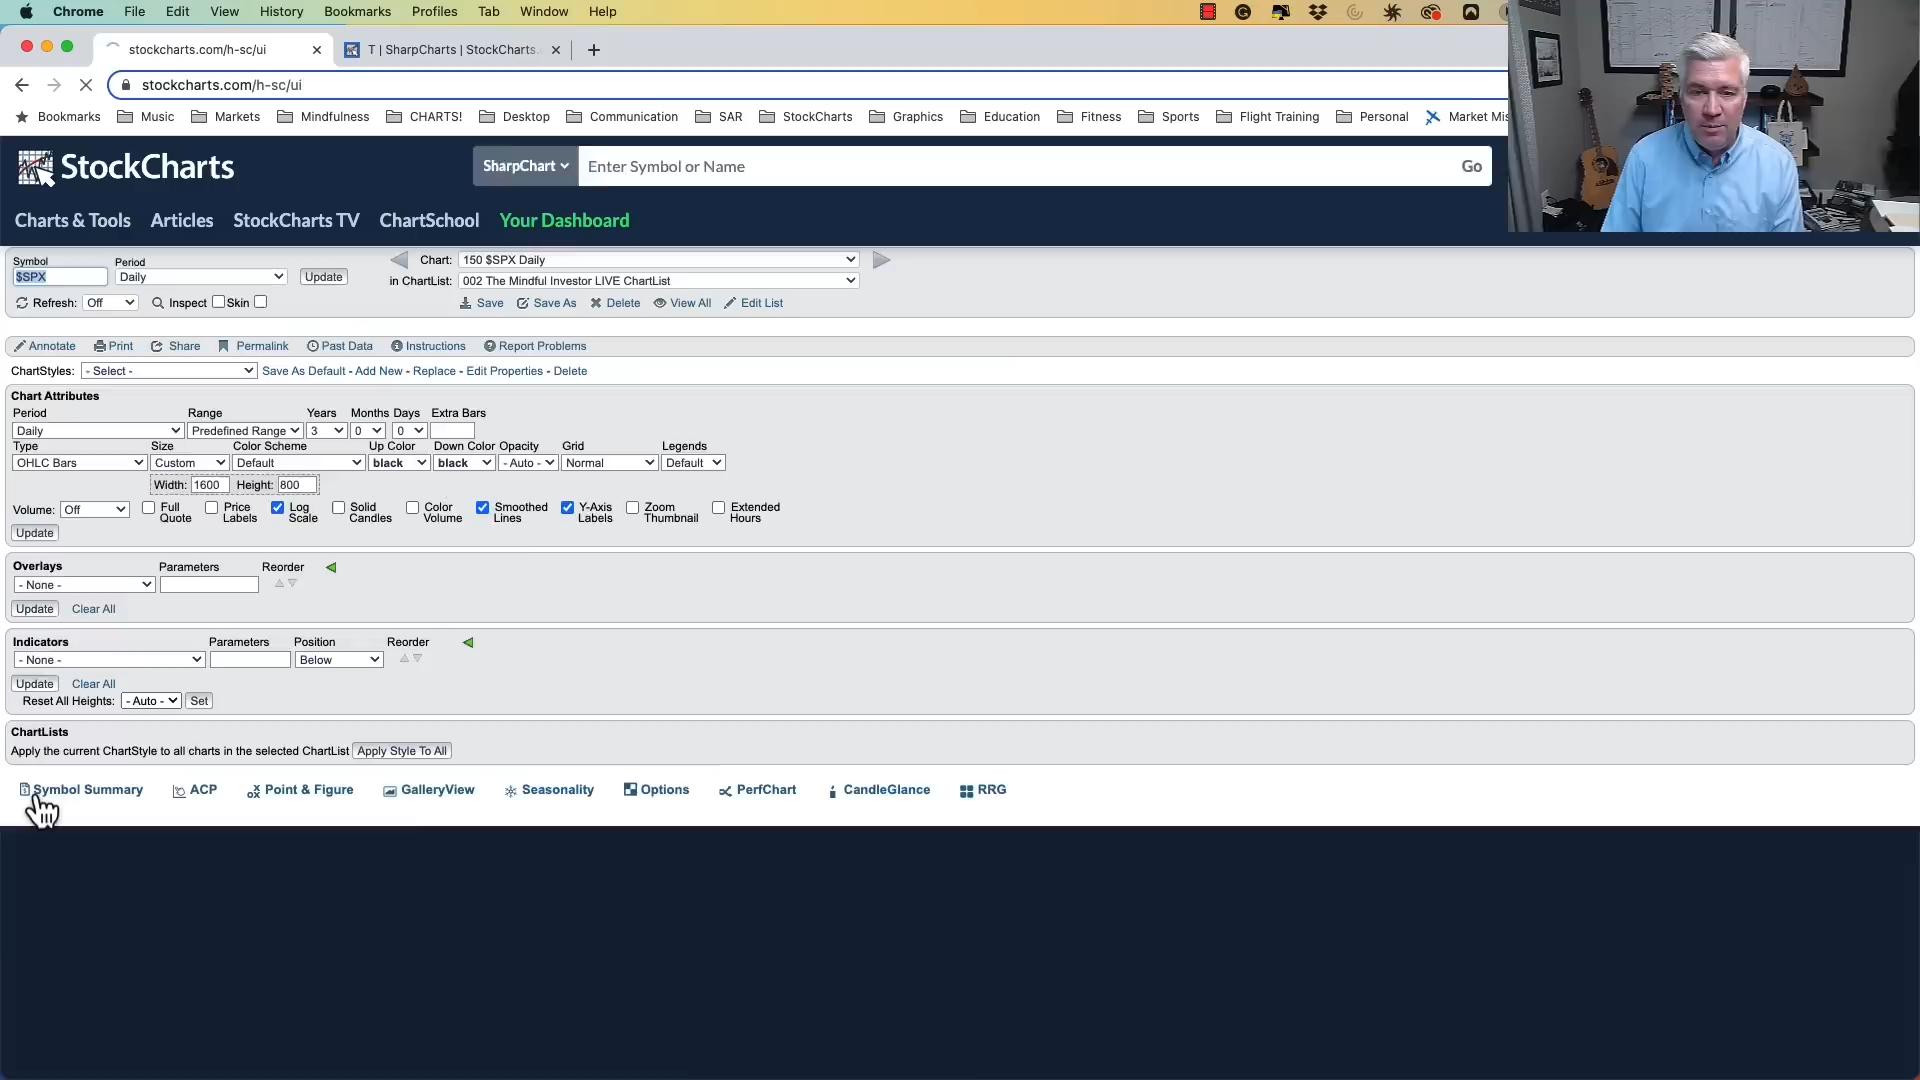 Chrome File Edit View History Bookmarks Profiles Tab Window Help
stockcharts.com/h-sc/ui T | SharpCharts | StockCharts.
stockcharts.com/h-sc/ui
Bookmarks Music Markets Mindfulness CHARTS! Desktop Communication SAR StockCharts Graphics Education Fitness Sports Flight Training Personal Market Mis
StockCharts SharpChart Enter Symbol or Name Go
Charts & Tools Articles StockCharts TV ChartSchool Your Dashboard
Symbol Period Chart: 150 $SPX Daily
$SPX Daily Update in ChartList: 002 The Mindful Investor LIVE ChartList
Refresh: Off Inspect Skin Save Save As Delete View All Edit List
Annotate Print Share Permalink Past Data Instructions Report Problems
ChartStyles: - Select - Save As Default - Add New - Replace - Edit Properties - Delete
Chart Attributes
Period Range Years Months Days Extra Bars
Daily Predefined Range 3 0 0
Type Size Color Scheme Up Color Down Color Opacity Grid Legends
OHLC Bars Custom Default black black - Auto - Normal Default
Width: 1600 Height: 800
Volume: Off Full Quote Price Labels Log Scale Solid Candles Color Volume Smoothed Lines Y-Axis Labels Zoom Thumbnail Extended Hours
Update
Overlays Parameters Reorder
- None -
Update Clear All
Indicators Parameters Position Reorder
- None - Below
Update Clear All
Reset All Heights: - Auto - Set
ChartLists
Apply the current ChartStyle to all charts in the selected ChartList Apply Style To All
Symbol Summary ACP Point & Figure GalleryView Seasonality Options PerfChart CandleGlance RRG